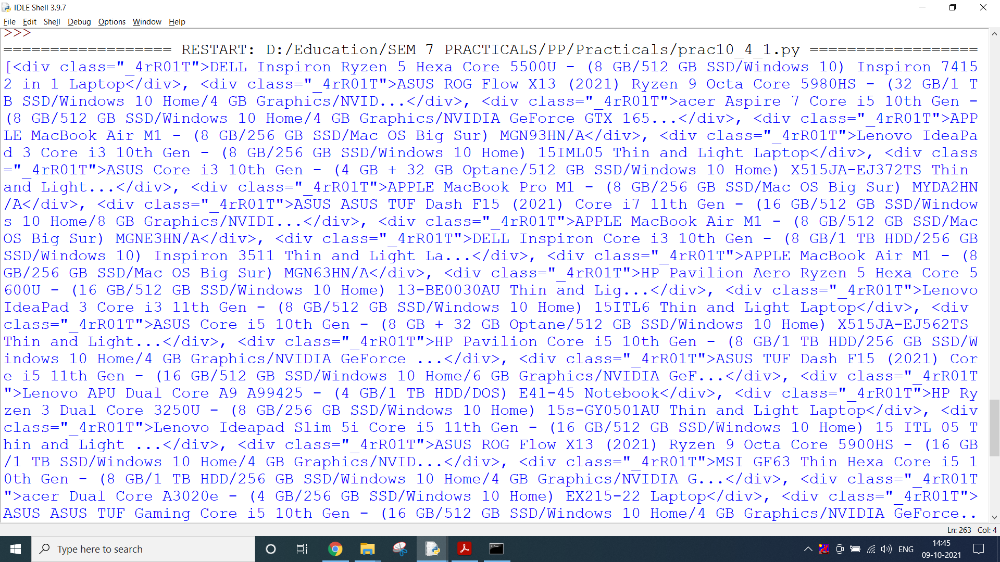 IDLE Shell 3.9.7
File Edit Shell Debug Options Window Help
>>>
================== RESTART: D:/Education/SEM 7 PRACTICALS/PP/Practicals/prac10_4_1.py ==================
[<div class="_4rR01T">DELL Inspiron Ryzen 5 Hexa Core 5500U - (8 GB/512 GB SSD/Windows 10) Inspiron 7415
2 in 1 Laptop</div>, <div class="_4rR01T">ASUS ROG Flow X13 (2021) Ryzen 9 Octa Core 5980HS - (32 GB/1 T
B SSD/Windows 10 Home/4 GB Graphics/NVID...</div>, <div class="_4rR01T">acer Aspire 7 Core i5 10th Gen -
(8 GB/512 GB SSD/Windows 10 Home/4 GB Graphics/NVIDIA GeForce GTX 165...</div>, <div class="_4rR01T">APP
LE MacBook Air M1 - (8 GB/256 GB SSD/Mac OS Big Sur) MGN93HN/A</div>, <div class="_4rR01T">Lenovo IdeaPa
d 3 Core i3 10th Gen - (8 GB/256 GB SSD/Windows 10 Home) 15IML05 Thin and Light Laptop</div>, <div class
="_4rR01T">ASUS Core i3 10th Gen - (4 GB + 32 GB Optane/512 GB SSD/Windows 10 Home) X515JA-EJ372TS Thin
and Light...</div>, <div class="_4rR01T">APPLE MacBook Pro M1 - (8 GB/256 GB SSD/Mac OS Big Sur) MYDA2HN
/A</div>, <div class="_4rR01T">ASUS ASUS TUF Dash F15 (2021) Core i7 11th Gen - (16 GB/512 GB SSD/Window
s 10 Home/8 GB Graphics/NVIDI...</div>, <div class="_4rR01T">APPLE MacBook Air M1 - (8 GB/512 GB SSD/Mac
OS Big Sur) MGNE3HN/A</div>, <div class="_4rR01T">DELL Inspiron Core i3 10th Gen - (8 GB/1 TB HDD/256 GB
SSD/Windows 10) Inspiron 3511 Thin and Light La...</div>, <div class="_4rR01T">APPLE MacBook Air M1 - (8
GB/256 GB SSD/Mac OS Big Sur) MGN63HN/A</div>, <div class="_4rR01T">HP Pavilion Aero Ryzen 5 Hexa Core 5
600U - (16 GB/512 GB SSD/Windows 10 Home) 13-BE0030AU Thin and Lig...</div>, <div class="_4rR01T">Lenovo
IdeaPad 3 Core i3 11th Gen - (8 GB/512 GB SSD/Windows 10 Home) 15ITL6 Thin and Light Laptop</div>, <div
class="_4rR01T">ASUS Core i5 10th Gen - (8 GB + 32 GB Optane/512 GB SSD/Windows 10 Home) X515JA-EJ562TS
Thin and Light...</div>, <div class="_4rR01T">HP Pavilion Core i5 10th Gen - (8 GB/1 TB HDD/256 GB SSD/W
indows 10 Home/4 GB Graphics/NVIDIA GeForce ...</div>, <div class="_4rR01T">ASUS TUF Dash F15 (2021) Cor
e i5 11th Gen - (16 GB/512 GB SSD/Windows 10 Home/6 GB Graphics/NVIDIA GeF...</div>, <div class="_4rR01T
">Lenovo APU Dual Core A9 A99425 - (4 GB/1 TB HDD/DOS) E41-45 Notebook</div>, <div class="_4rR01T">HP Ry
zen 3 Dual Core 3250U - (8 GB/256 GB SSD/Windows 10 Home) 15s-GY0501AU Thin and Light Laptop</div>, <div
class="_4rR01T">Lenovo Ideapad Slim 5i Core i5 11th Gen - (16 GB/512 GB SSD/Windows 10 Home) 15 ITL 05 T
hin and Light ...</div>, <div class="_4rR01T">ASUS ROG Flow X13 (2021) Ryzen 9 Octa Core 5900HS - (16 GB
/1 TB SSD/Windows 10 Home/4 GB Graphics/NVID...</div>, <div class="_4rR01T">MSI GF63 Thin Hexa Core i5 1
0th Gen - (8 GB/1 TB HDD/256 GB SSD/Windows 10 Home/4 GB Graphics/NVIDIA G...</div>, <div class="_4rR01T
">acer Dual Core A3020e - (4 GB/256 GB SSD/Windows 10 Home) EX215-22 Laptop</div>, <div class="_4rR01T">
ASUS ASUS TUF Gaming Core i5 10th Gen - (16 GB/512 GB SSD/Windows 10 Home/4 GB Graphics/NVIDIA GeForce..
Ln: 263 Col: 4
Type here to search
ENG
14:45
09-10-2021